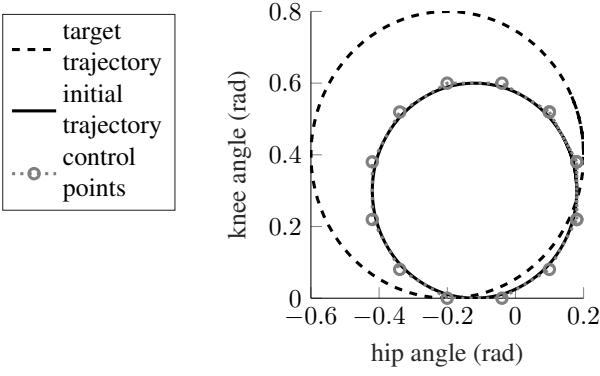 target
trajectory
initial
trajectory
control
points
0.8
0.6
0.4
0.2
0
−0.6 −0.4 −0.2 0 0.2
knee angle (rad)
hip angle (rad)